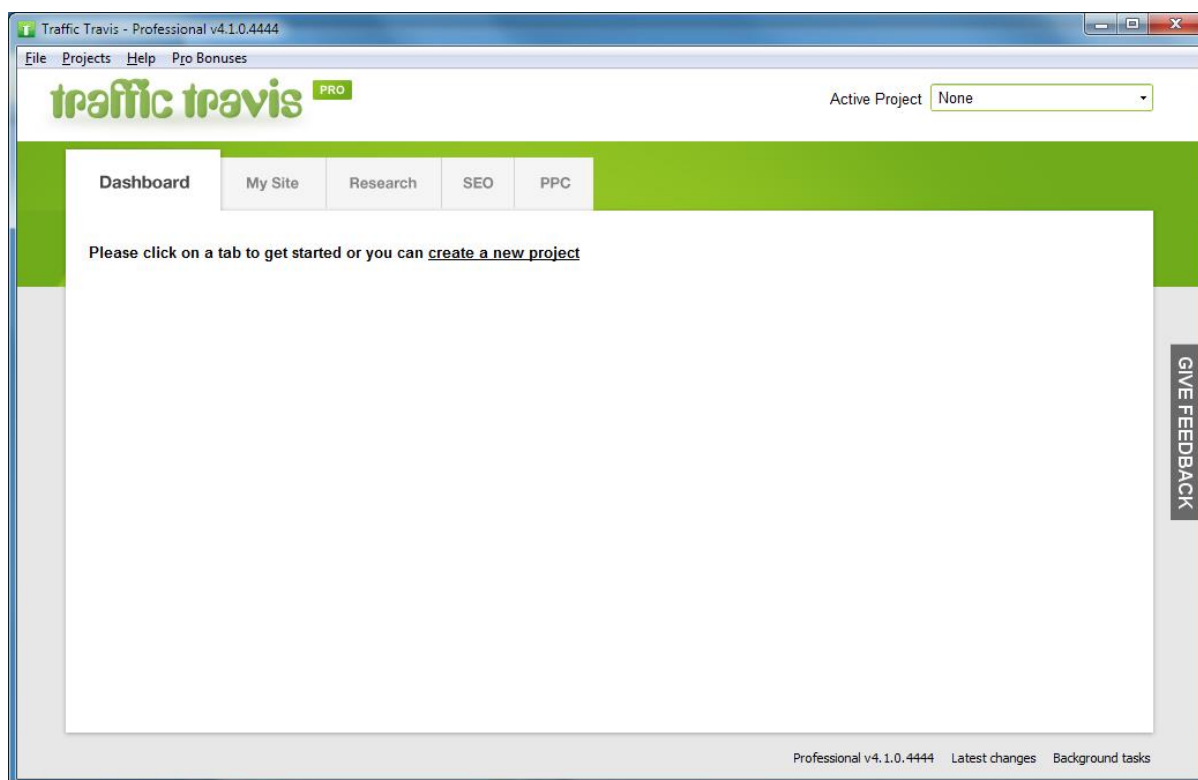 Traffic Travis - Professional v4.1.0.4444
File Projects Help Pro Bonuses
traffic travis PRO
Active Project None
Dashboard My Site Research SEO PPC
Please click on a tab to get started or you can create a new project
GIVE FEEDBACK
Professional v4.1.0.4444 Latest changes Background tasks